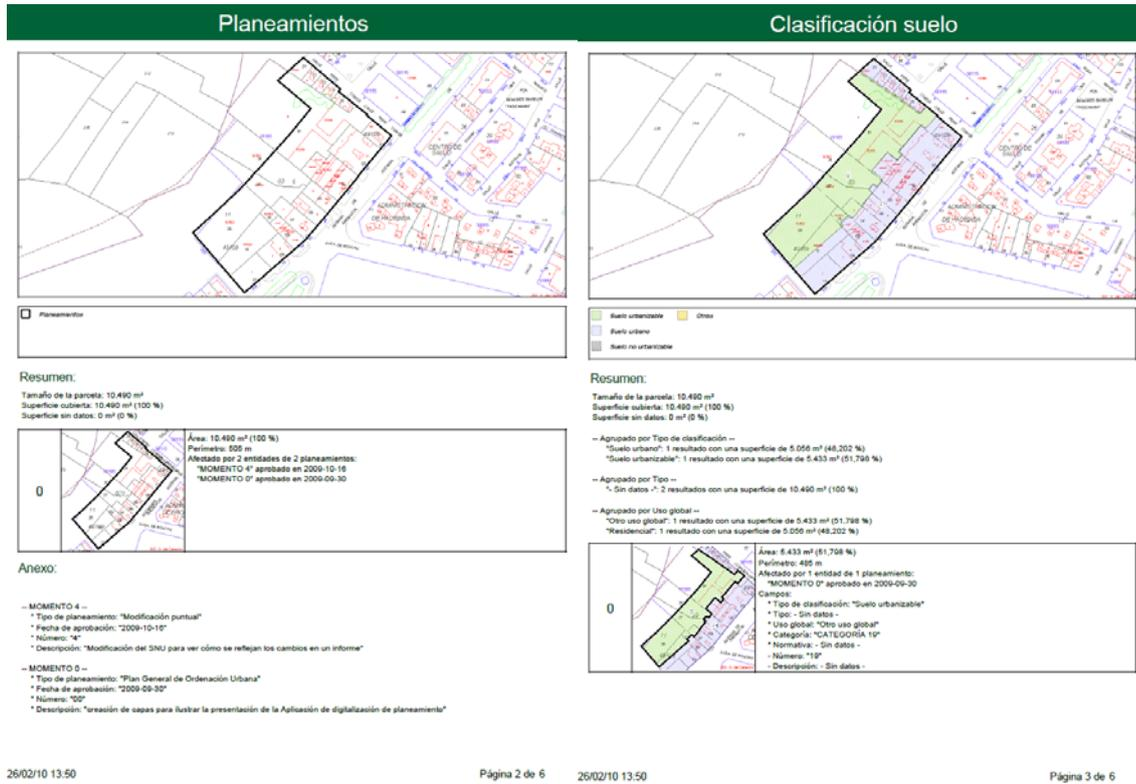 Planeamientos
Planeamientos
Resumen:
Tamaño de la parcela: 10.490 m²
Superficie cubierta: 10.490 m² (100 %)
Superficie sin datos: 0 m² (0 %)
0
Área: 10.490 m² (100 %)
Perímetro: 505 m
Afectado por 2 entidades de 2 planeamientos:
"MOMENTO 4" aprobado en 2009-10-16
"MOMENTO 0" aprobado en 2009-09-30
Anexo:
-- MOMENTO 4 --
* Tipo de planeamiento: "Modificación puntual"
* Fecha de aprobación: "2009-10-16"
* Número: "4"
* Descripción: "Modificación del SNU para ver cómo se reflejan los cambios en un informe"
-- MOMENTO 0 --
* Tipo de planeamiento: "Plan General de Ordenación Urbana"
* Fecha de aprobación: "2009-09-30"
* Número: "00"
* Descripción: "creación de capas para ilustrar la presentación de la Aplicación de digitalización de planeamiento"
26/02/10 13:50
Página 2 de 6
Clasificación suelo
CENTRO DE SALUD
ADMINISTRACION DE HACIENDA
Suelo urbanizable
Otros
Suelo urbano
Suelo no urbanizable
Resumen:
Tamaño de la parcela: 10.490 m²
Superficie cubierta: 10.490 m² (100 %)
Superficie sin datos: 0 m² (0 %)
-- Agrupado por Tipo de clasificación --
"Suelo urbano": 1 resultado con una superficie de 5.056 m² (48,202 %)
"Suelo urbanizable": 1 resultado con una superficie de 5.433 m² (51,798 %)
-- Agrupado por Tipo --
"- Sin datos -": 2 resultados con una superficie de 10.490 m² (100 %)
-- Agrupado por Uso global --
"Otro uso global": 1 resultado con una superficie de 5.433 m² (51,798 %)
"Residencial": 1 resultado con una superficie de 5.056 m² (48,202 %)
0
Área: 5.433 m² (51,798 %)
Perímetro: 485 m
Afectado por 1 entidad de 1 planeamiento:
"MOMENTO 0" aprobado en 2009-09-30
Campos:
* Tipo de clasificación: "Suelo urbanizable"
* Tipo: - Sin datos -
* Uso global: "Otro uso global"
* Categoría: "CATEGORÍA 19"
* Normativa: - Sin datos -
- Número: "19"
- Descripción: - Sin datos -
26/02/10 13:50
Página 3 de 6